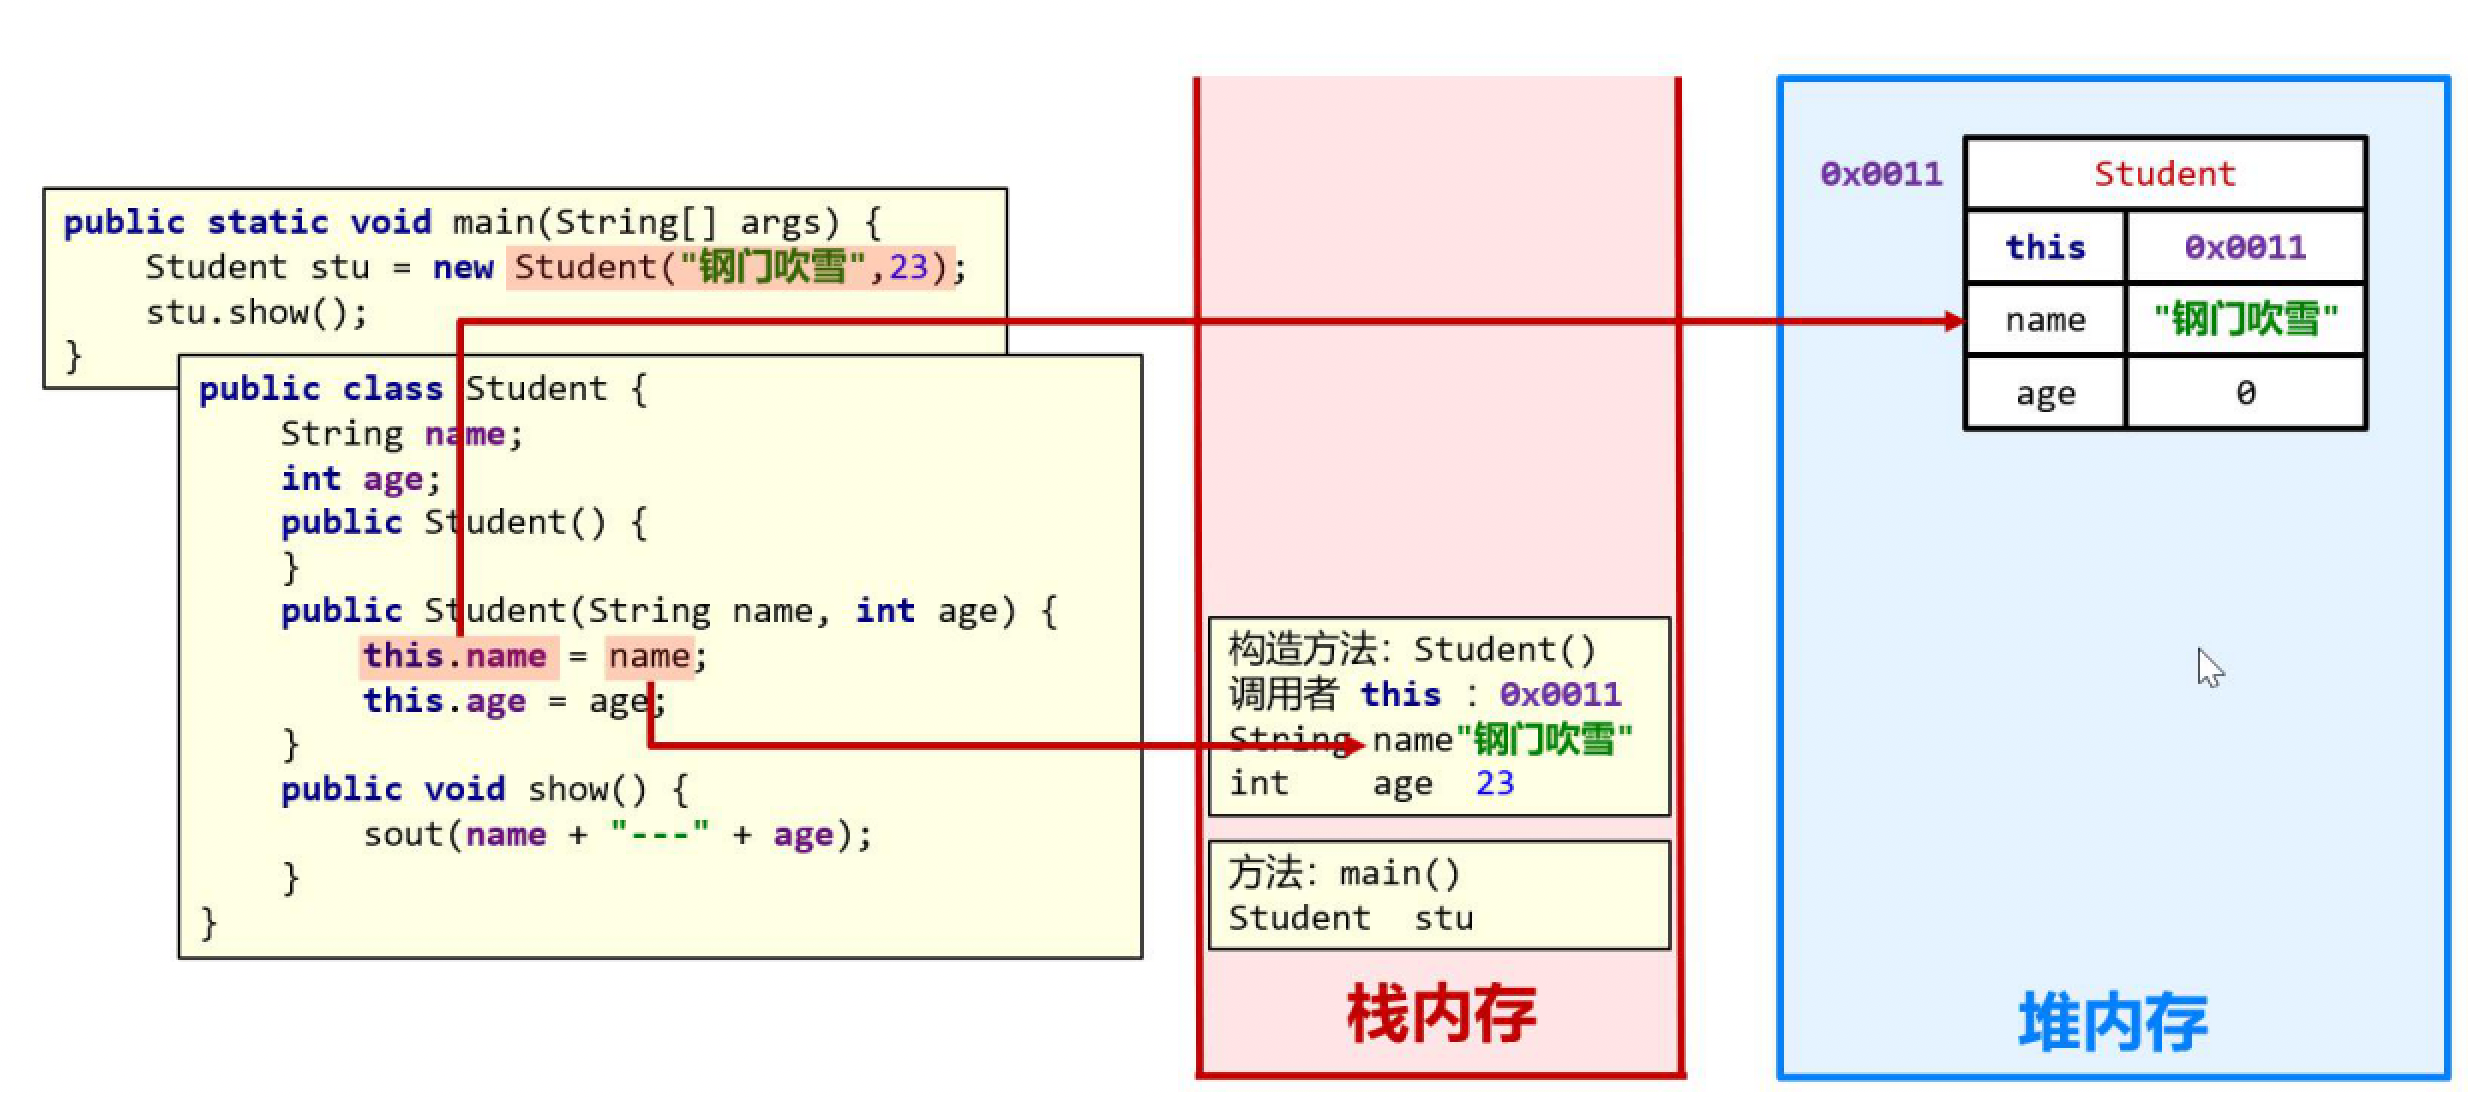 public static void main(String[] args) {
    Student stu = new Student("钢门吹雪",23);
    stu.show();
}
public class Student {
    String name;
    int age;
    public Student() {
    }
    public Student(String name, int age) {
        this.name = name;
        this.age = age;
    }
    public void show() {
        sout(name + "---" + age);
    }
}
构造方法：Student()
调用者 this : 0x0011
String name"钢门吹雪"
int age 23
方法：main()
Student stu
栈内存
0x0011
Student
this 0x0011
name "钢门吹雪"
age 0
堆内存